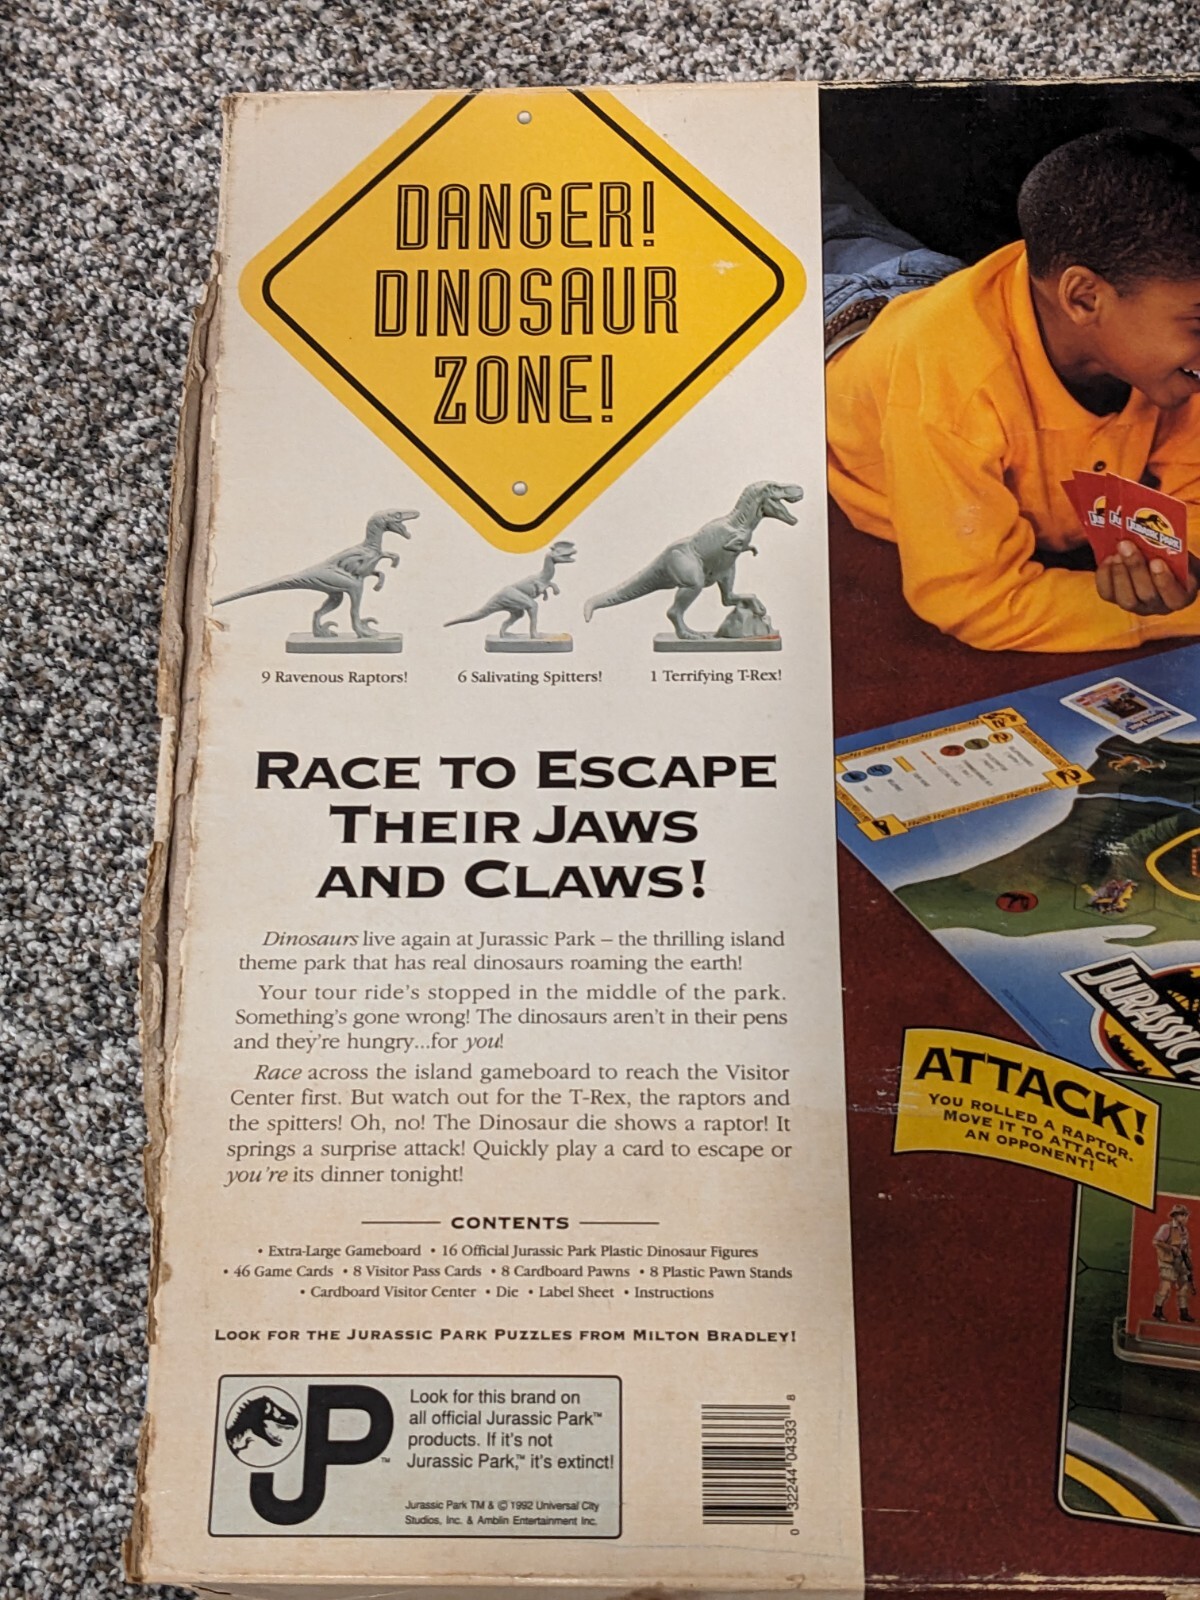 DANGER!
DINOSAUR
ZONE!
9 Ravenous Raptors!
6 Salivating Spitters!
1 Terrifying T-Rex!
RACE TO ESCAPE
THEIR JAWS
AND CLAWS!
Dinosaurs live again at Jurassic Park – the thrilling island
theme park that has real dinosaurs roaming the earth!
Your tour ride's stopped in the middle of the park.
Something's gone wrong! The dinosaurs aren't in their pens
and they're hungry...for you!
Race across the island gameboard to reach the Visitor
Center first. But watch out for the T-Rex, the raptors and
the spitters! Oh, no! The Dinosaur die shows a raptor! It
springs a surprise attack! Quickly play a card to escape or
you're its dinner tonight!
CONTENTS
• Extra-Large Gameboard • 16 Official Jurassic Park Plastic Dinosaur Figures
• 46 Game Cards • 8 Visitor Pass Cards • 8 Cardboard Pawns • 8 Plastic Pawn Stands
• Cardboard Visitor Center • Die • Label Sheet • Instructions
LOOK FOR THE JURASSIC PARK PUZZLES FROM MILTON BRADLEY!
JP™
Look for this brand on
all official Jurassic Park™
products. If it's not
Jurassic Park,™ it's extinct!
Jurassic Park TM & © 1992 Universal City
Studios, Inc. & Amblin Entertainment Inc.
0 32244 04333 8
JURASSIC PARK
JURASSIC
ATTACK!
YOU ROLLED A RAPTOR.
MOVE IT TO ATTACK
AN OPPONENT!